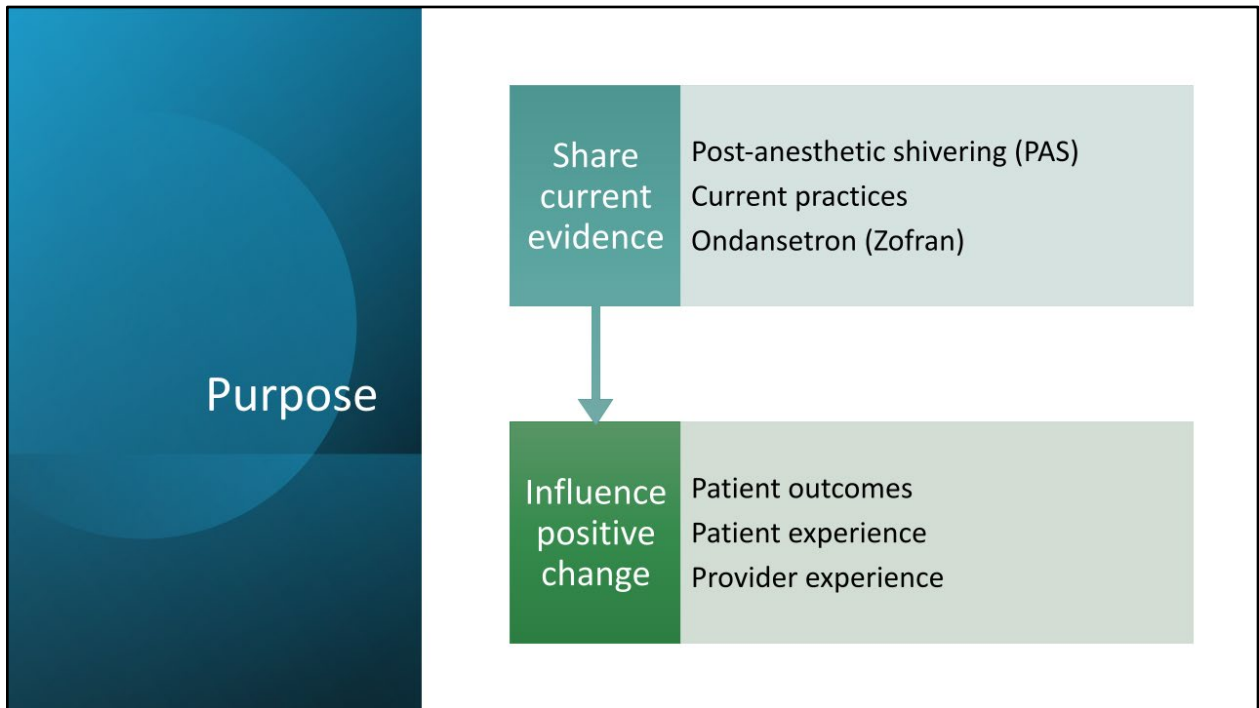 Purpose
Share
current
evidence
Post-anesthetic shivering (PAS)
Current practices
Ondansetron (Zofran)
Influence
positive
change
Patient outcomes
Patient experience
Provider experience